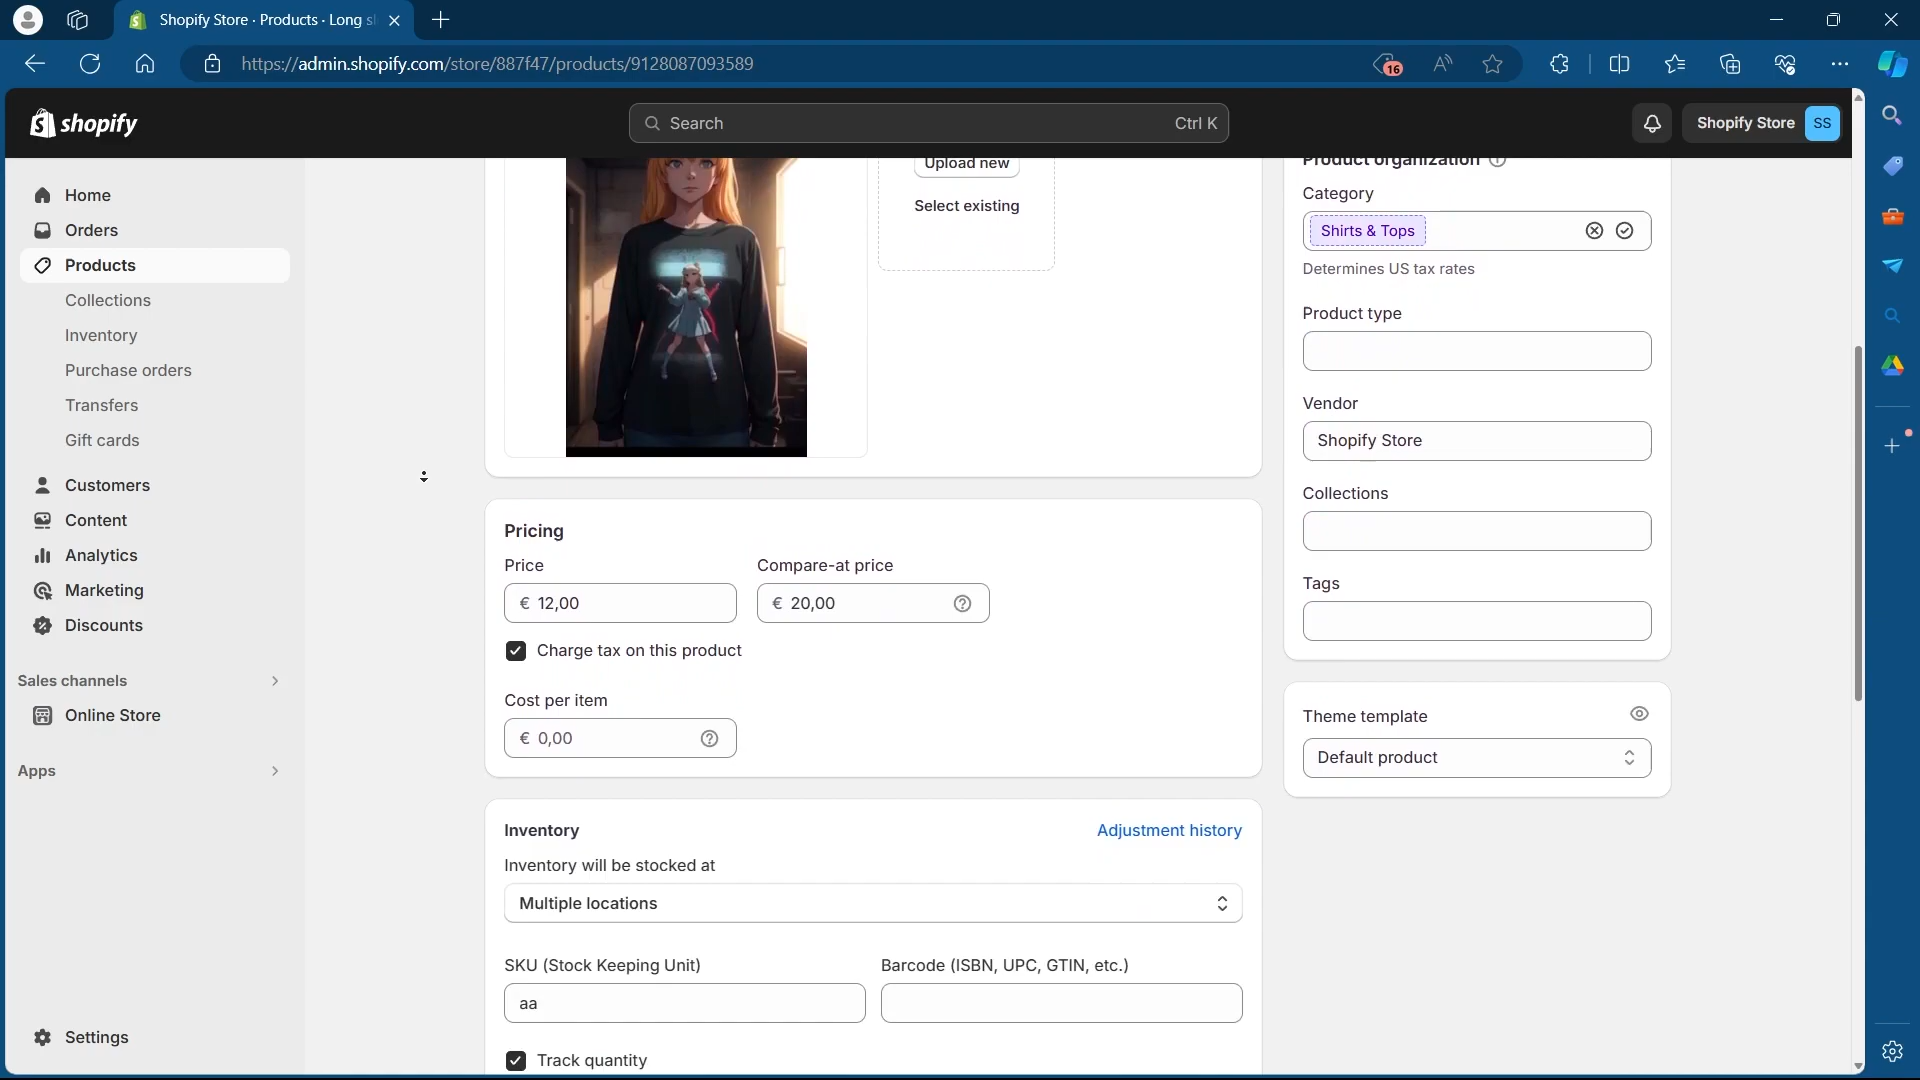 Shopify Store · Products · Long s
https://admin.shopify.com/store/887f47/products/9128087093589
16
shopify
Search
Ctrl K
Shopify Store
SS
Home
Orders
Products
Collections
Inventory
Purchase orders
Transfers
Gift cards
Customers
Content
Analytics
Marketing
Discounts
Sales channels
Online Store
Apps
Settings
Upload new
Select existing
Pricing
Price
Compare-at price
€ 12,00
€ 20,00
Charge tax on this product
Cost per item
€ 0,00
Inventory
Adjustment history
Inventory will be stocked at
Multiple locations
SKU (Stock Keeping Unit)
Barcode (ISBN, UPC, GTIN, etc.)
aa
Track quantity
Product organization
Category
Shirts & Tops
Determines US tax rates
Product type
Vendor
Shopify Store
Collections
Tags
Theme template
Default product